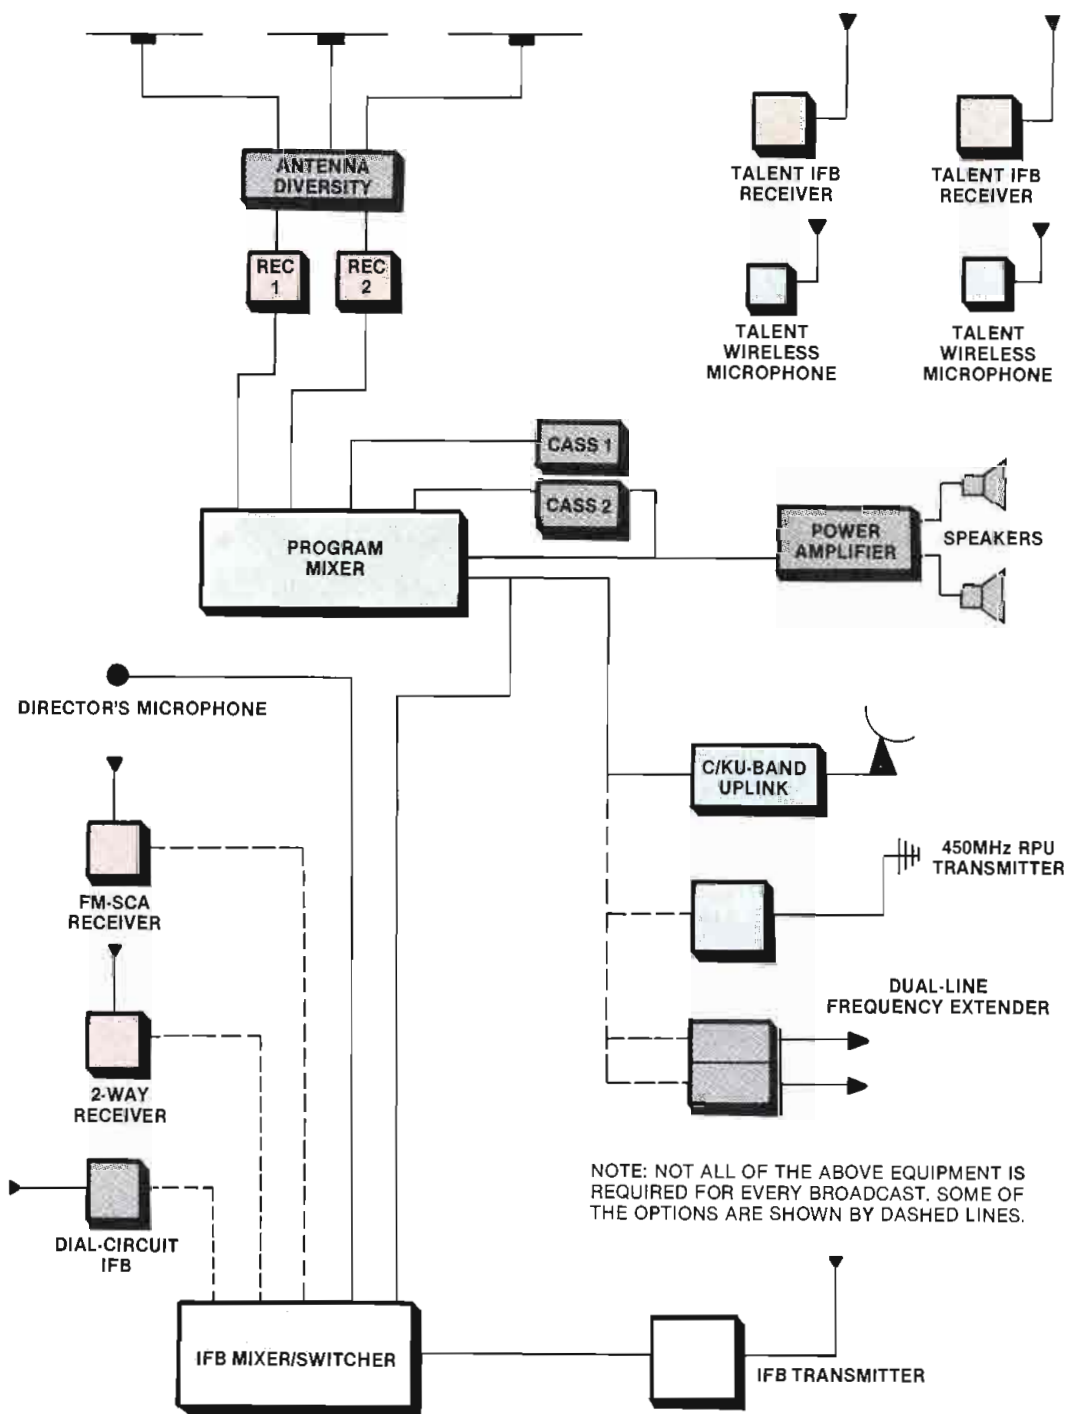 ANTENNA
DIVERSITY
REC
1
REC
2
TALENT IFB
RECEIVER
TALENT IFB
RECEIVER
TALENT
WIRELESS
MICROPHONE
TALENT
WIRELESS
MICROPHONE
CASS 1
CASS 2
PROGRAM
MIXER
POWER
AMPLIFIER
SPEAKERS
DIRECTOR'S MICROPHONE
C/KU-BAND
UPLINK
450MHz RPU
TRANSMITTER
FM-SCA
RECEIVER
DUAL-LINE
FREQUENCY EXTENDER
2-WAY
RECEIVER
DIAL-CIRCUIT
IFB
NOTE: NOT ALL OF THE ABOVE EQUIPMENT IS
REQUIRED FOR EVERY BROADCAST. SOME OF
THE OPTIONS ARE SHOWN BY DASHED LINES.
IFB MIXER/SWITCHER
IFB TRANSMITTER